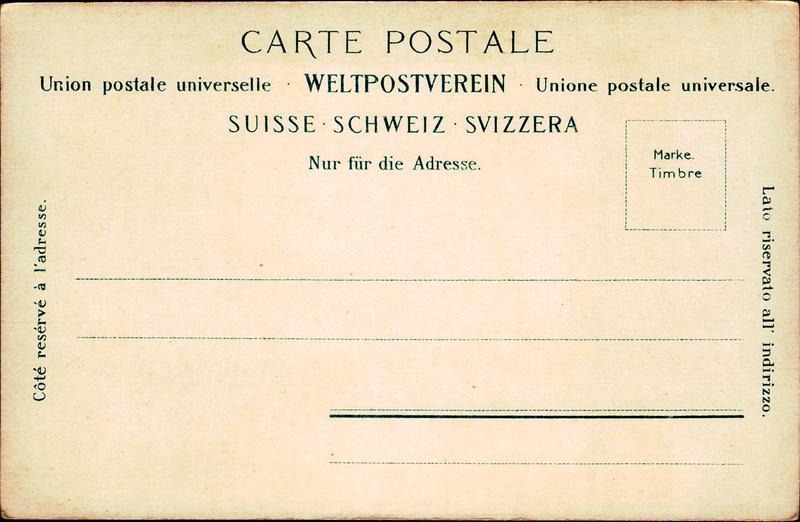 CARTE POSTALE
Union postale universelle · WELTPOSTVEREIN · Unione postale universale.
SUISSE · SCHWEIZ · SVIZZERA
Nur für die Adresse.
Marke.
Timbre
Côté resérvé à l'adresse.
Lato riservato all' indirizzo.